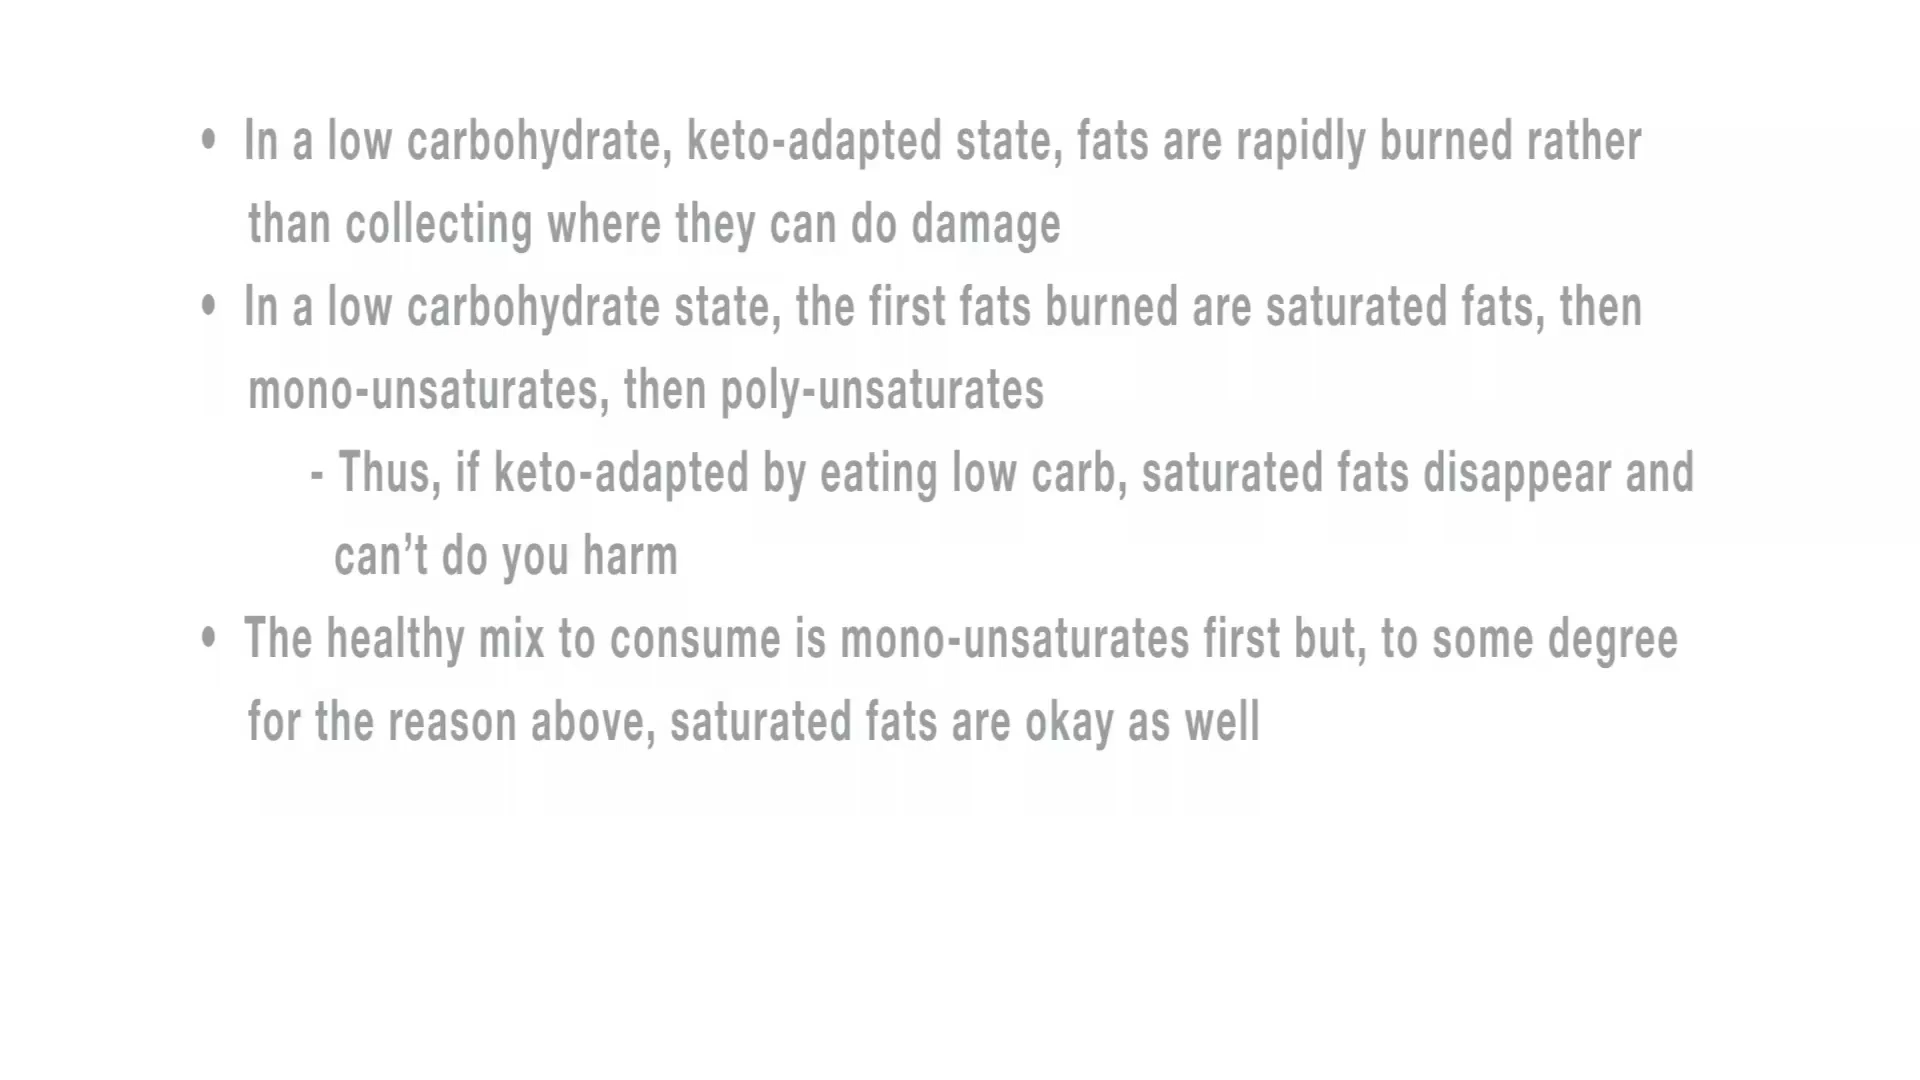 • In a low carbohydrate, keto-adapted state, fats are rapidly burned rather
than collecting where they can do damage
• In a low carbohydrate state, the first fats burned are saturated fats, then
mono-unsaturates, then poly-unsaturates
- Thus, if keto-adapted by eating low carb, saturated fats disappear and
can’t do you harm
• The healthy mix to consume is mono-unsaturates first but, to some degree
for the reason above, saturated fats are okay as well